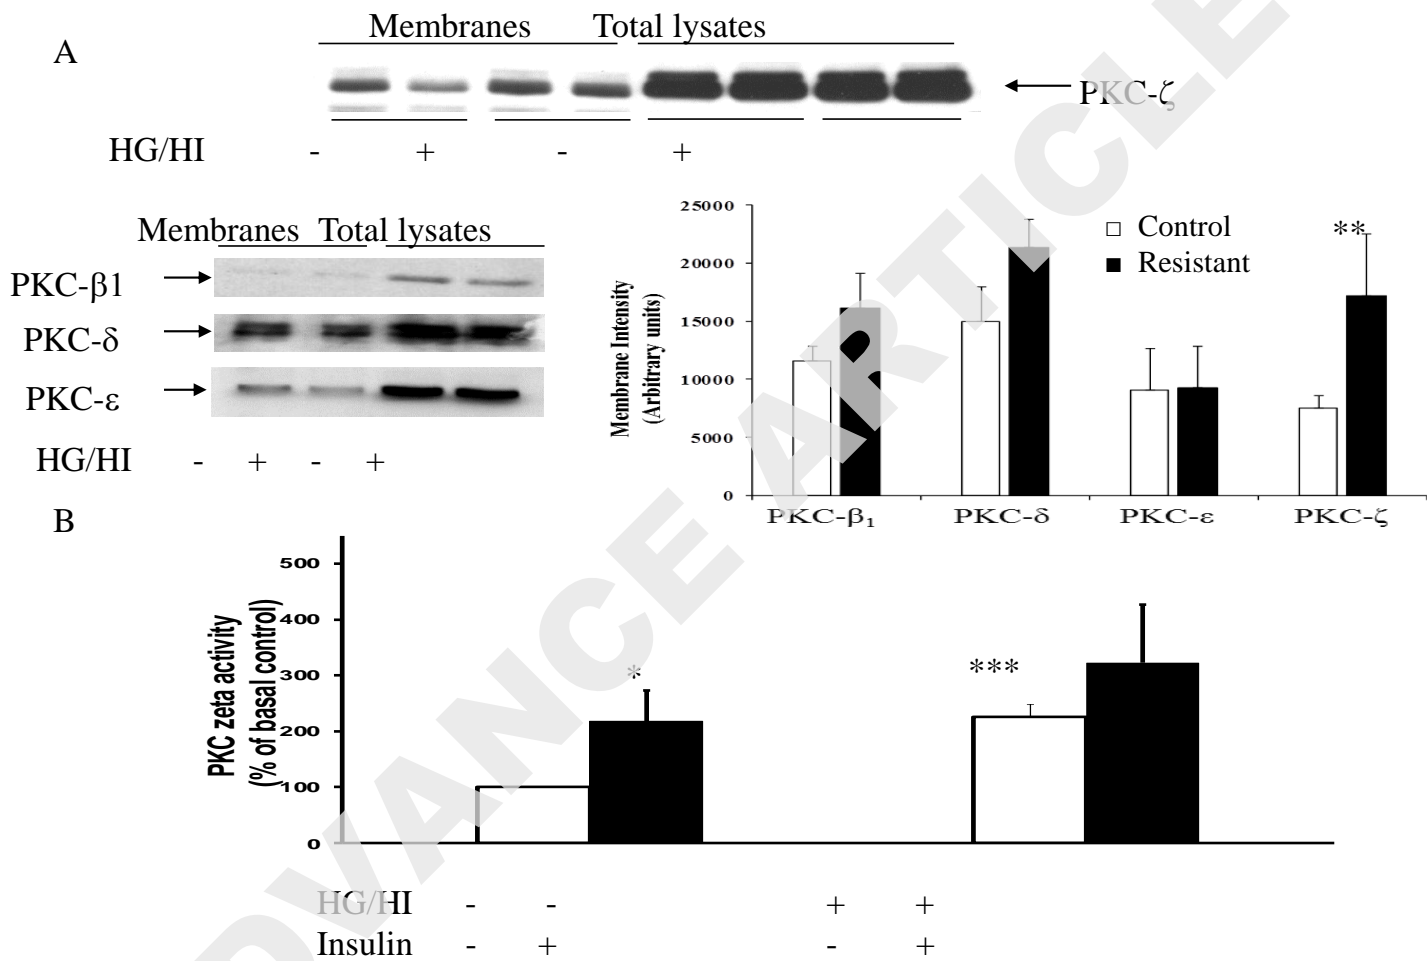 A
Membranes Total lysates
PKC-ζ
HG/HI - + - +
Membranes Total lysates
PKC-β1
PKC-δ
PKC-ε
HG/HI - + - +
Membrane Intensity
(Arbitrary units)
25000
20000
15000
10000
5000
0
□ Control
■ Resistant
**
PKC-β₁ PKC-δ PKC-ε PKC-ζ
B
PKC zeta activity
(% of basal control)
500
400
300
200
100
0
*
***
HG/HI - - + +
Insulin - + - +
ADVANCE ARTICLE